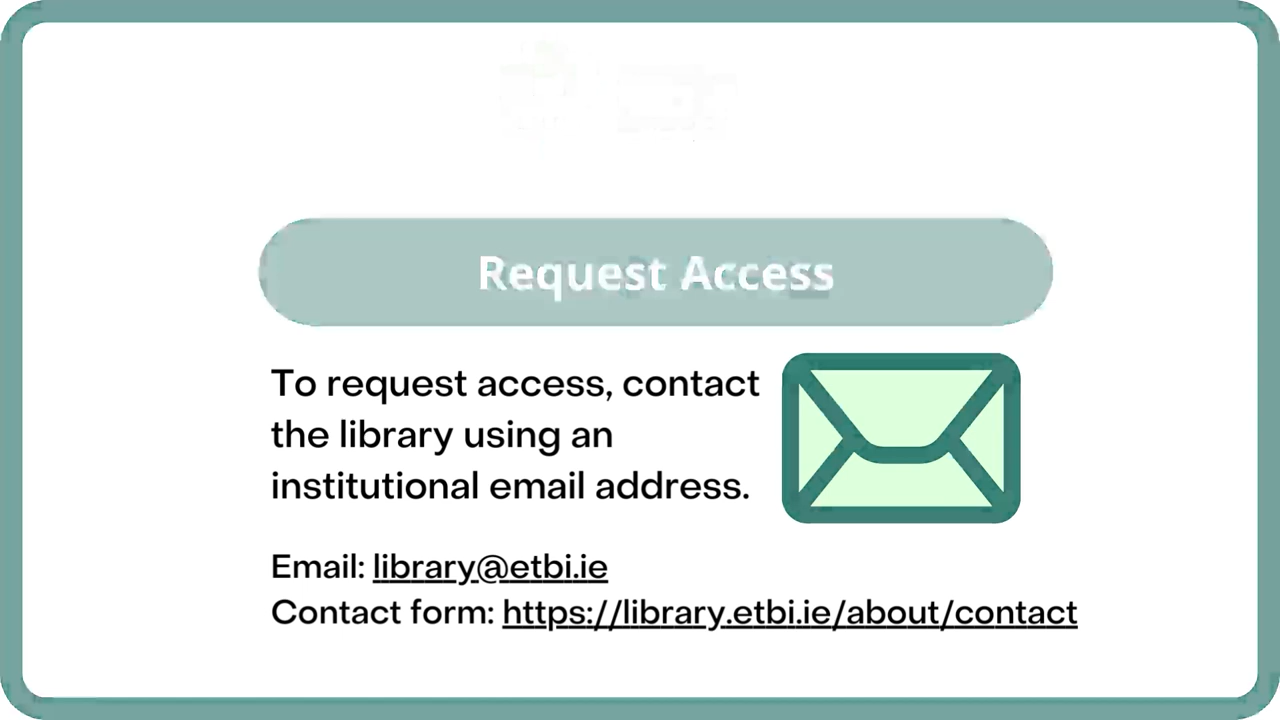 Request Access
To request access, contact
the library using an
institutional email address.
Email: library@etbi.ie
Contact form: https://library.etbi.ie/about/contact